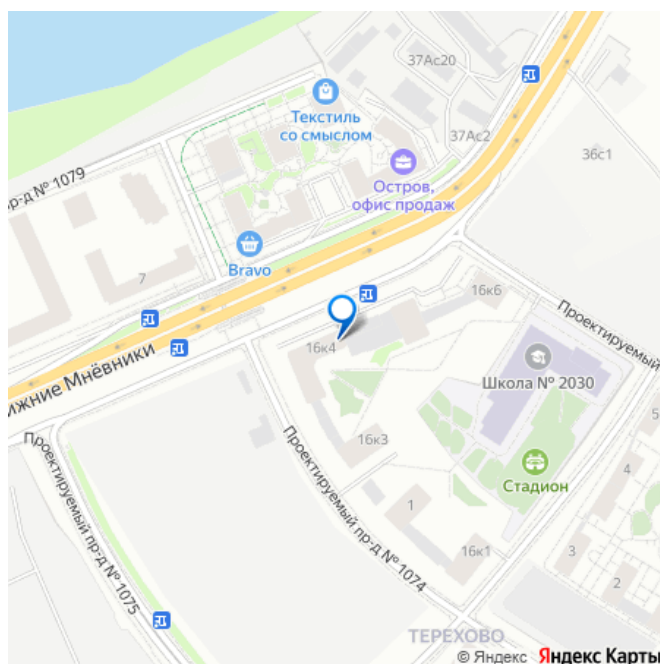 37Ас20
Текстиль
со смыслом
37Ас2
36с1
пр-д № 1079
Остров,
офис продаж
Bravo
7
16к6
Проектируемый
16к4
Школа № 2030
ижние Мнёвники
16к3
Стадион
5
4
Проектируемый пр-д № 1075
Проектируемый пр-д № 1074
1
16к1
3
2
ТЕРЕХОВО
© Яндекс Яндекс Карты